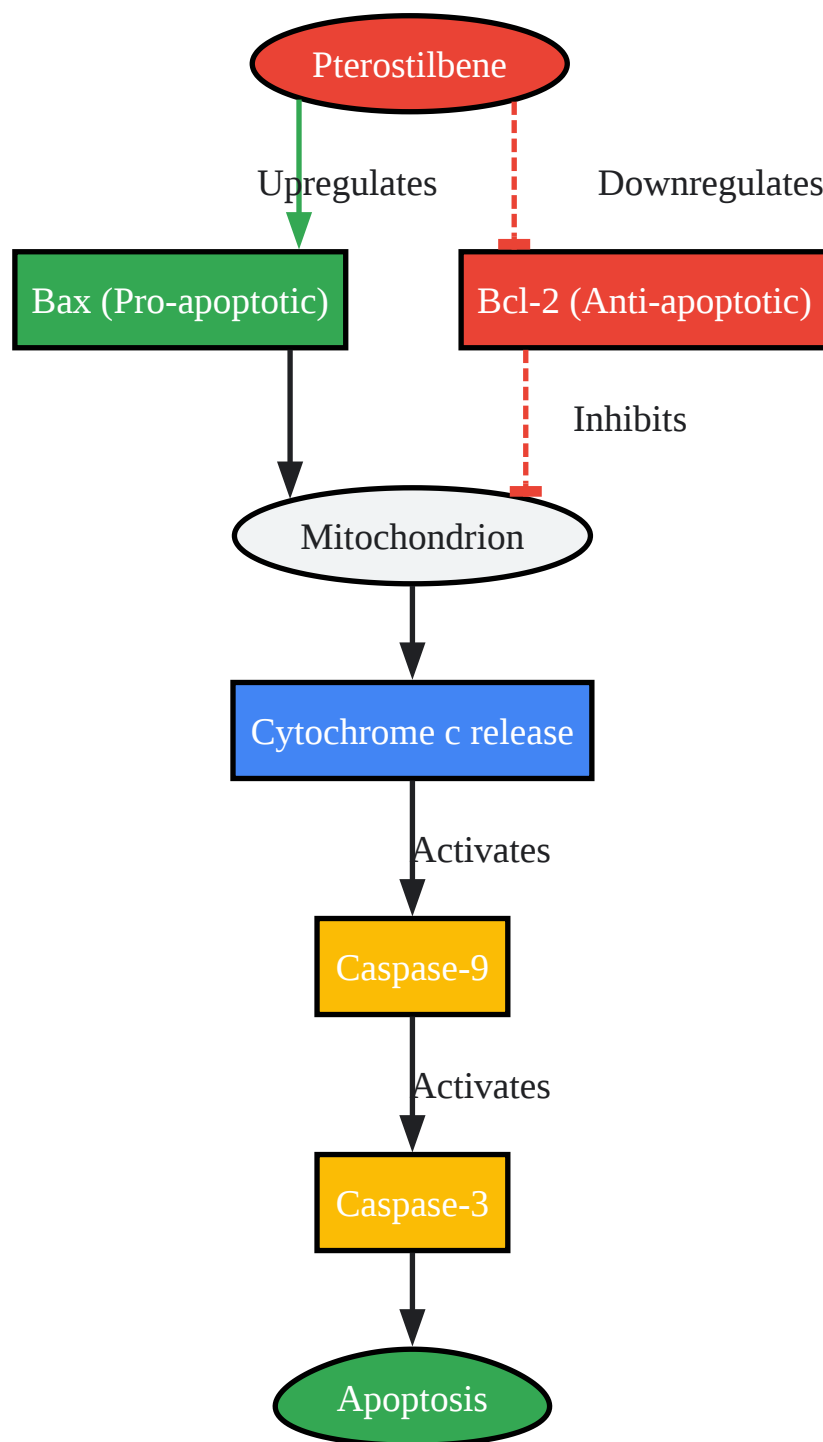 Pterostilbene
Upregulates
Downregulates
Bax (Pro-apoptotic)
Bcl-2 (Anti-apoptotic)
Inhibits
Mitochondrion
Cytochrome c release
Activates
Caspase-9
Activates
Caspase-3
Apoptosis